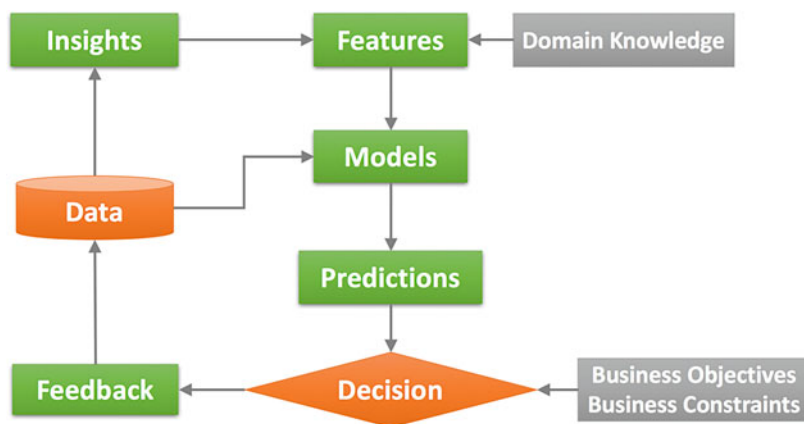 Insights
Features
Domain Knowledge
Models
Data
Predictions
Feedback
Decision
Business Objectives
Business Constraints